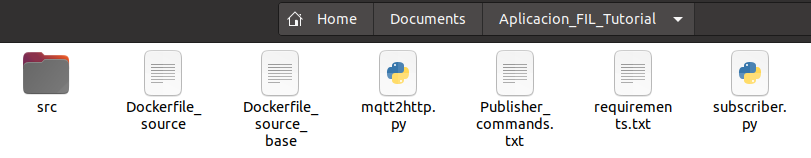 Home Documents Aplicacion_FIL_Tutorial
src
Dockerfile_
source
Dockerfile_
source_
base
mqtt2http.
py
Publisher_
commands.
txt
requiremen
ts.txt
subscriber.
py